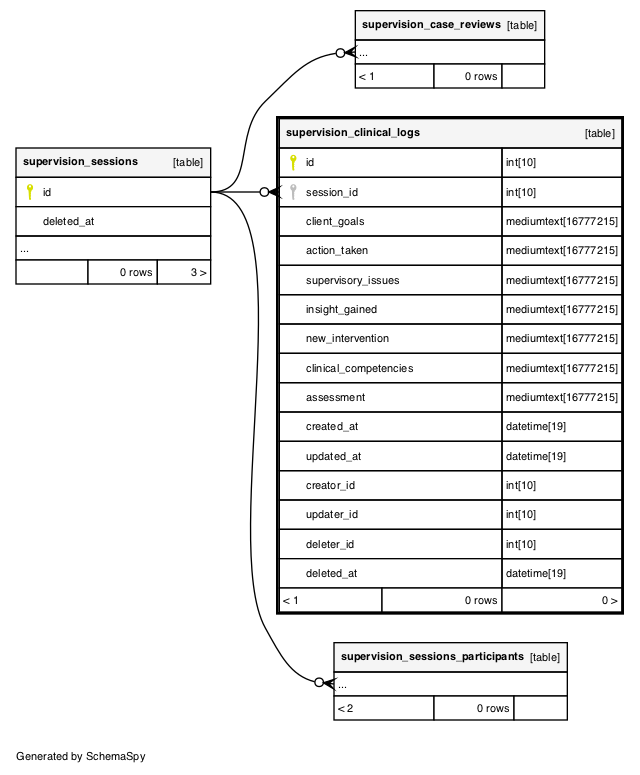 supervision_case_reviews [table]
...
< 1 0 rows
supervision_clinical_logs [table]
id int[10]
session_id int[10]
client_goals mediumtext[16777215]
action_taken mediumtext[16777215]
supervisory_issues mediumtext[16777215]
insight_gained mediumtext[16777215]
new_intervention mediumtext[16777215]
clinical_competencies mediumtext[16777215]
assessment mediumtext[16777215]
created_at datetime[19]
updated_at datetime[19]
creator_id int[10]
updater_id int[10]
deleter_id int[10]
deleted_at datetime[19]
< 1 0 rows 0 >
supervision_sessions [table]
id
deleted_at
...
0 rows 3 >
supervision_sessions_participants [table]
...
< 2 0 rows
Generated by SchemaSpy